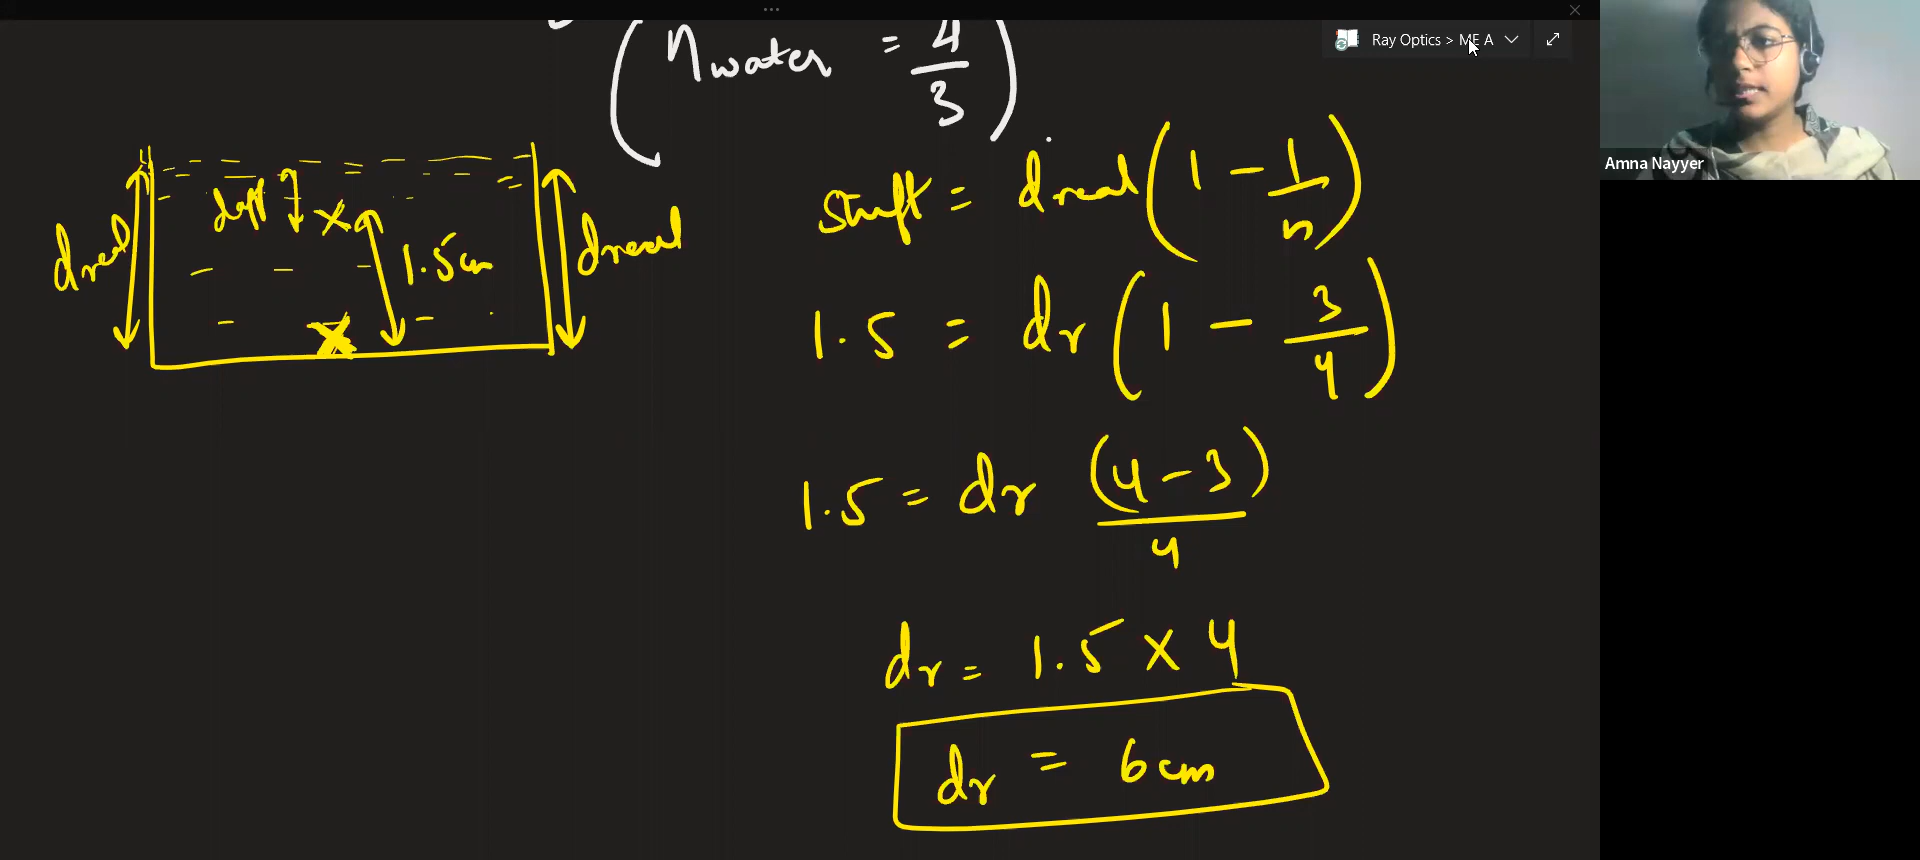 n water = 4/3
Ray Optics > ME A
Amna Nayyer
shift = dreal (1 - 1/n)
dreal
dapp
1.5cm
dreal
1.5 = dr (1 - 3/4)
1.5 = dr (4 - 3)/4
dr = 1.5 x 4
dr = 6cm